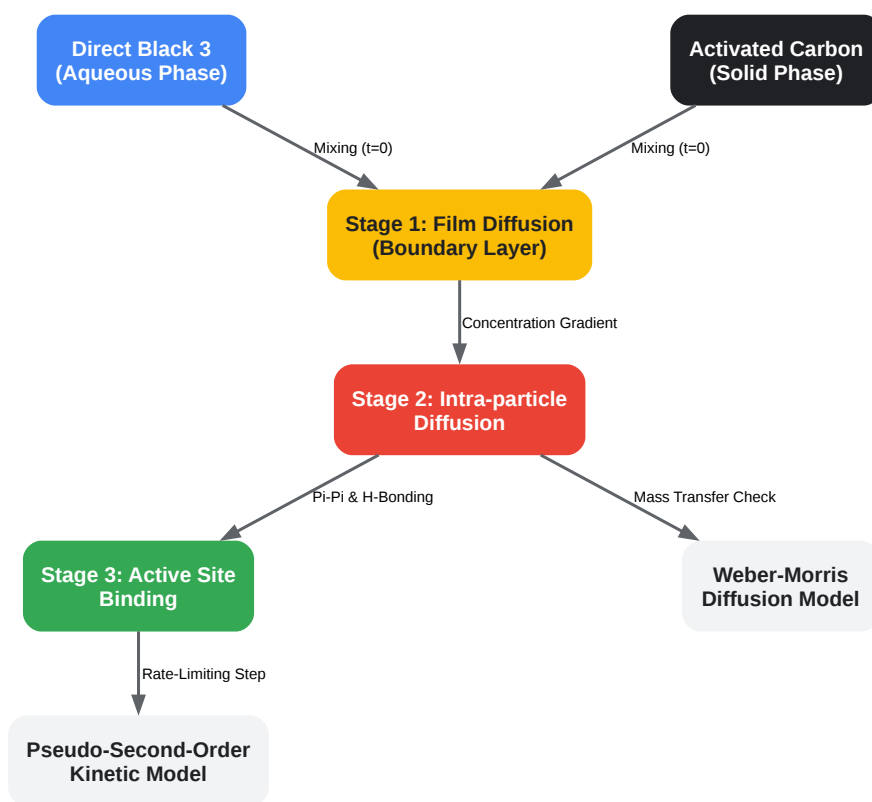 Direct Black 3
(Aqueous Phase)
Activated Carbon
(Solid Phase)
Mixing (t=0)
Mixing (t=0)
Stage 1: Film Diffusion
(Boundary Layer)
Concentration Gradient
Stage 2: Intra-particle
Diffusion
Pi-Pi & H-Bonding
Mass Transfer Check
Stage 3: Active Site
Binding
Weber-Morris
Diffusion Model
Rate-Limiting Step
Pseudo-Second-Order
Kinetic Model